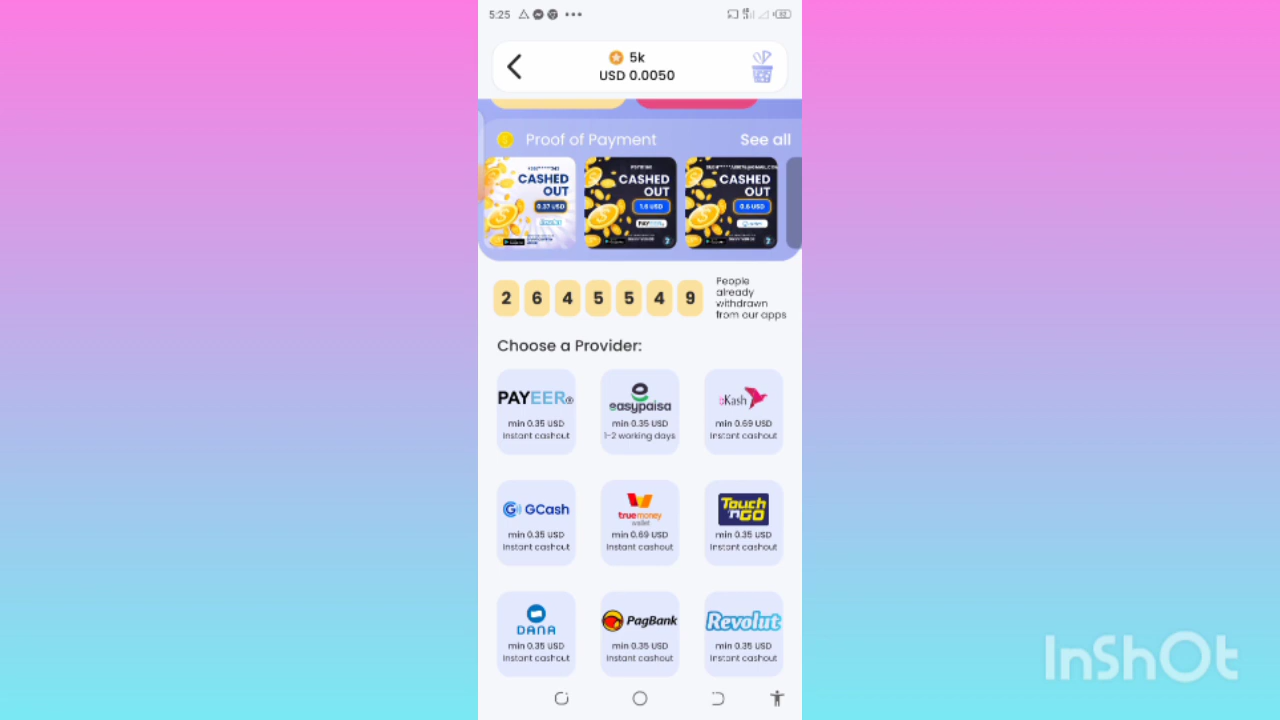 5:25
5k
USD 0.0050
Proof of Payment
See all
CASHED
OUT
0.37 USD
CASHED
OUT
1.6 USD
PAYEER
CASHED
OUT
0.6 USD
2 6 4 5 5 4 9
People
already
withdrawn
from our apps
Choose a Provider:
PAYEER
min 0.35 USD
Instant cashout
easypaisa
min 0.35 USD
1-2 working days
bKash
min 0.69 USD
Instant cashout
GCash
min 0.35 USD
Instant cashout
truemoney
wallet
min 0.69 USD
Instant cashout
Touch
'nGO
min 0.35 USD
Instant cashout
DANA
min 0.35 USD
Instant cashout
PagBank
min 0.35 USD
Instant cashout
Revolut
min 0.35 USD
Instant cashout
InShOt